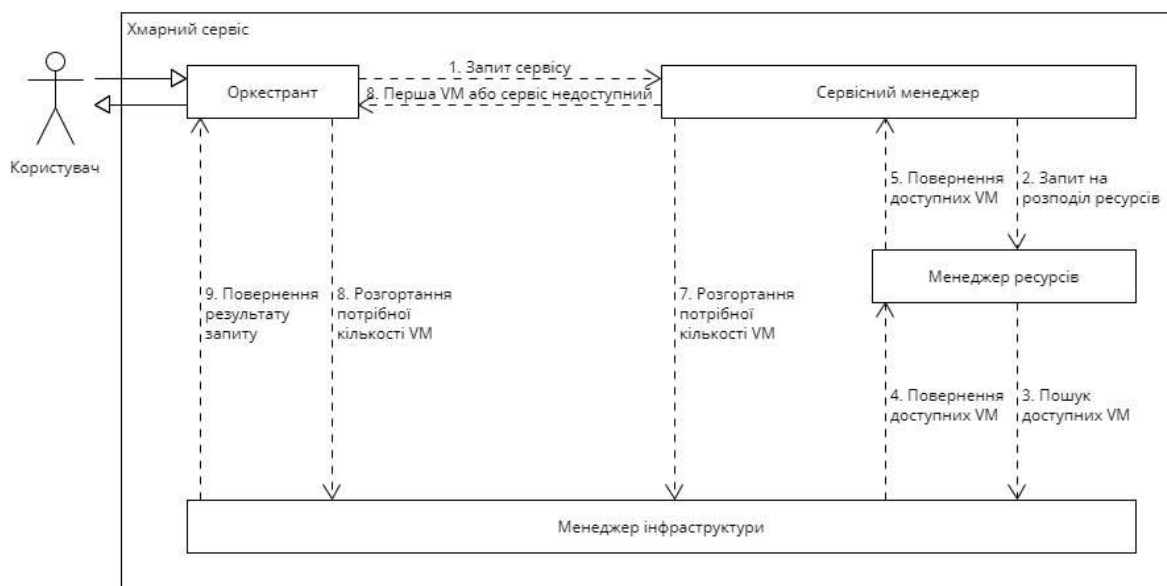 Хмарний сервіс
1. Запит сервісу
8. Перша VM або сервіс недоступний
Оркестрант
Сервісний менеджер
Користувач
5. Повернення
доступних VM
2. Запит на
розподіл ресурсів
Менеджер ресурсів
9. Повернення
результату
запиту
8. Розгортання
потрібної
кількості VM
7. Розгортання
потрібної
кількості VM
4. Повернення
доступних VM
3. Пошук
доступних VM
Менеджер інфраструктури